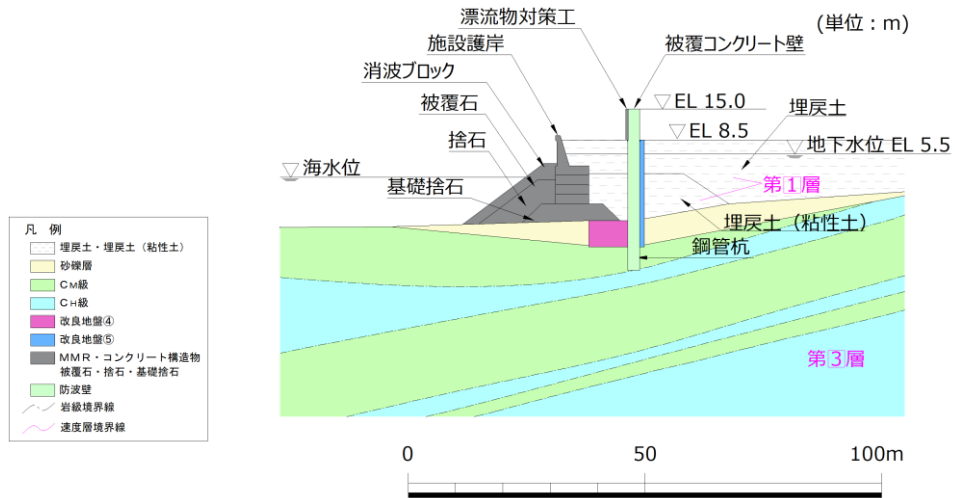 漂流物対策工
(単位：m)
施設護岸
被覆コンクリート壁
消波ブロック
被覆石
EL 15.0
埋戻土
捨石
EL 8.5
地下水位 EL 5.5
海水位
基礎捨石
第1層
埋戻土（粘性土）
鋼管杭
第3層
凡 例
埋戻土・埋戻土（粘性土）
砂礫層
CM級
CH級
改良地盤④
改良地盤⑤
MMR・コンクリート構造物
被覆石・捨石・基礎捨石
防波壁
岩級境界線
速度層境界線
0
50
100m